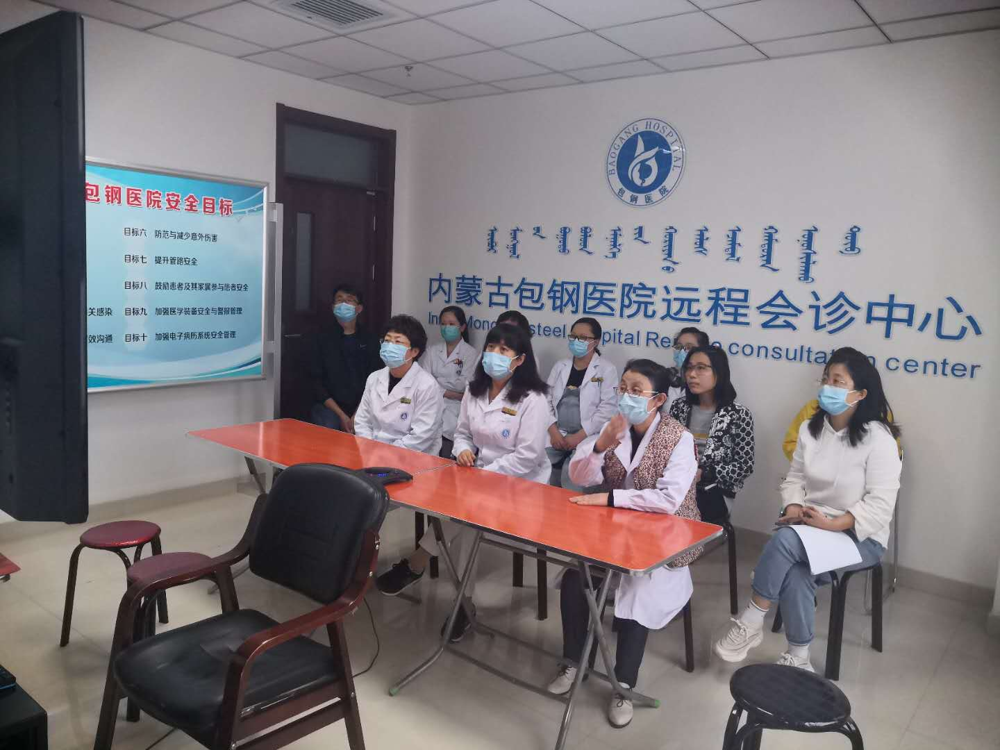 包钢医院安全目标
目标六 防范与减少意外伤害
目标七 提升管路安全
目标八 鼓励患者及其家属参与患者安全
关感染 目标九 加强医学装备安全与警报管理
效沟通 目标十 加强电子病历系统安全管理
BAOGANG HOSPITAL
包钢医院
内蒙古包钢医院远程会诊中心
steel consultation center